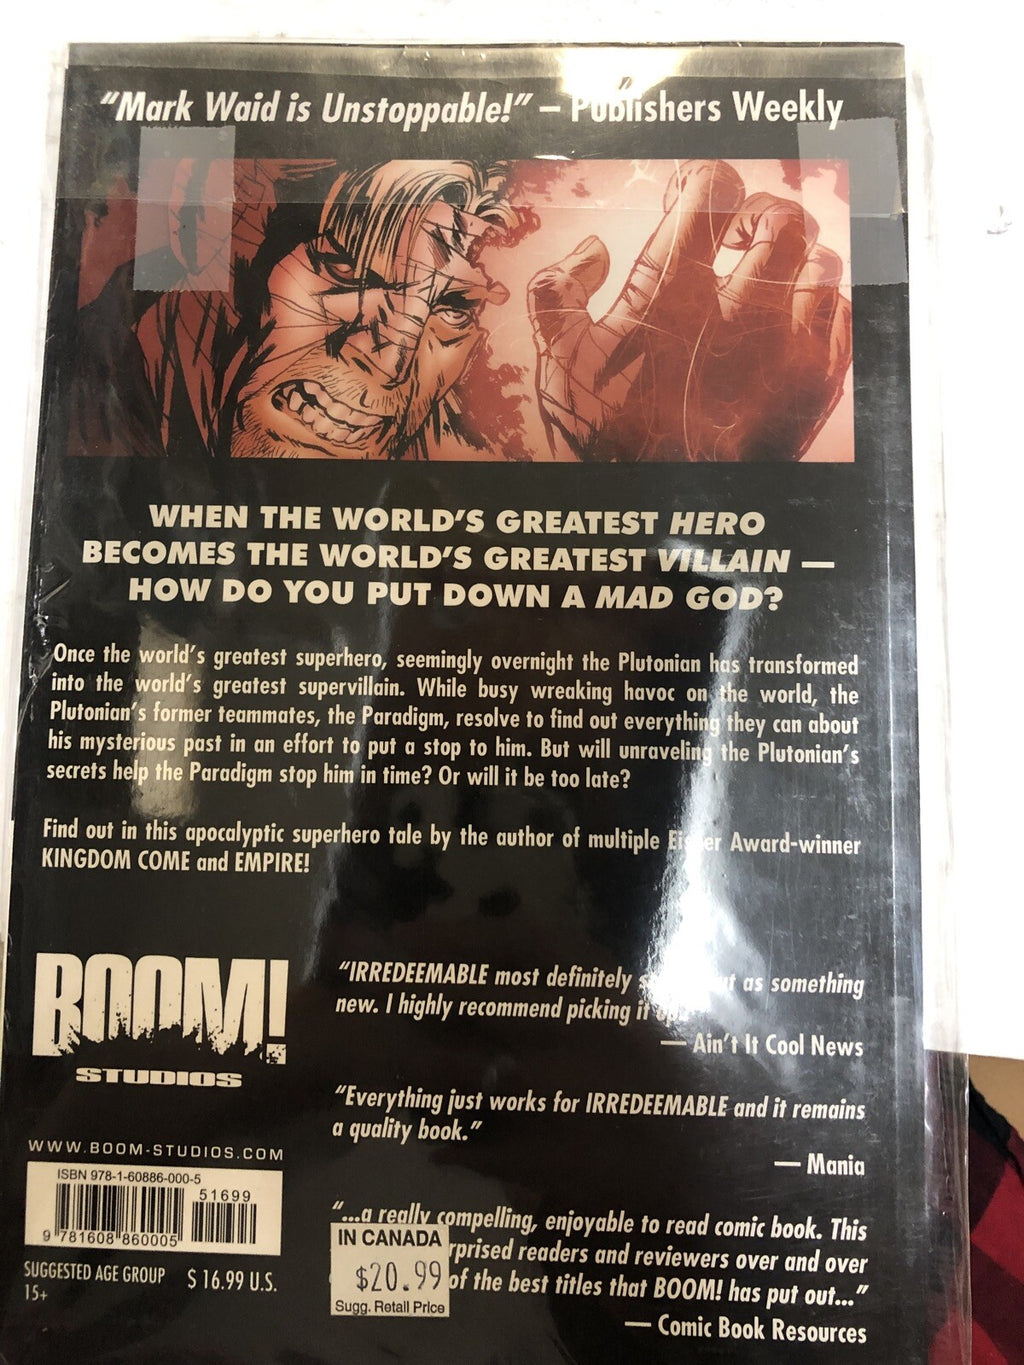 "Mark Waid is Unstoppable!" – Publishers Weekly
WHEN THE WORLD'S GREATEST HERO
BECOMES THE WORLD'S GREATEST VILLAIN —
HOW DO YOU PUT DOWN A MAD GOD?
Once the world's greatest superhero, seemingly overnight the Plutonian has transformed
into the world's greatest supervillain. While busy wreaking havoc on the world, the
Plutonian's former teammates, the Paradigm, resolve to find out everything they can about
his mysterious past in an effort to put a stop to him. But will unraveling the Plutonian's
secrets help the Paradigm stop him in time? Or will it be too late?
Find out in this apocalyptic superhero tale by the author of multiple Eisner Award-winner
KINGDOM COME and EMPIRE!
BOOM!
STUDIOS
WWW.BOOM-STUDIOS.COM
ISBN 978-1-60886-000-5
51699
9 781608 860005
SUGGESTED AGE GROUP
15+
$16.99 U.S.
"IRREDEEMABLE most definitely as something
new. I highly recommend picking it
— Ain't It Cool News
"Everything just works for IRREDEEMABLE and it remains
a quality book."
— Mania
"...a really compelling, enjoyable to read comic book. This
readers and reviewers over and over
of the best titles that BOOM! has put out..."
— Comic Book Resources
IN CANADA
$20.99
Sugg. Retail Price